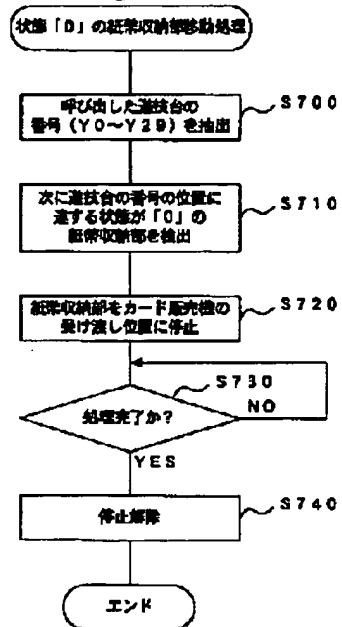 状態「D」の紙幣収納部移動処理
呼び出した遊技台の
番号(Y0〜Y29)を抽出
S700
次に遊技台の番号の位置に
達する状態が「0」の
紙幣収納部を検出
S710
紙幣収納部をカード販売機の
受け渡し位置に停止
S720
処理完了か?
S730
NO
YES
停止解除
S740
エンド